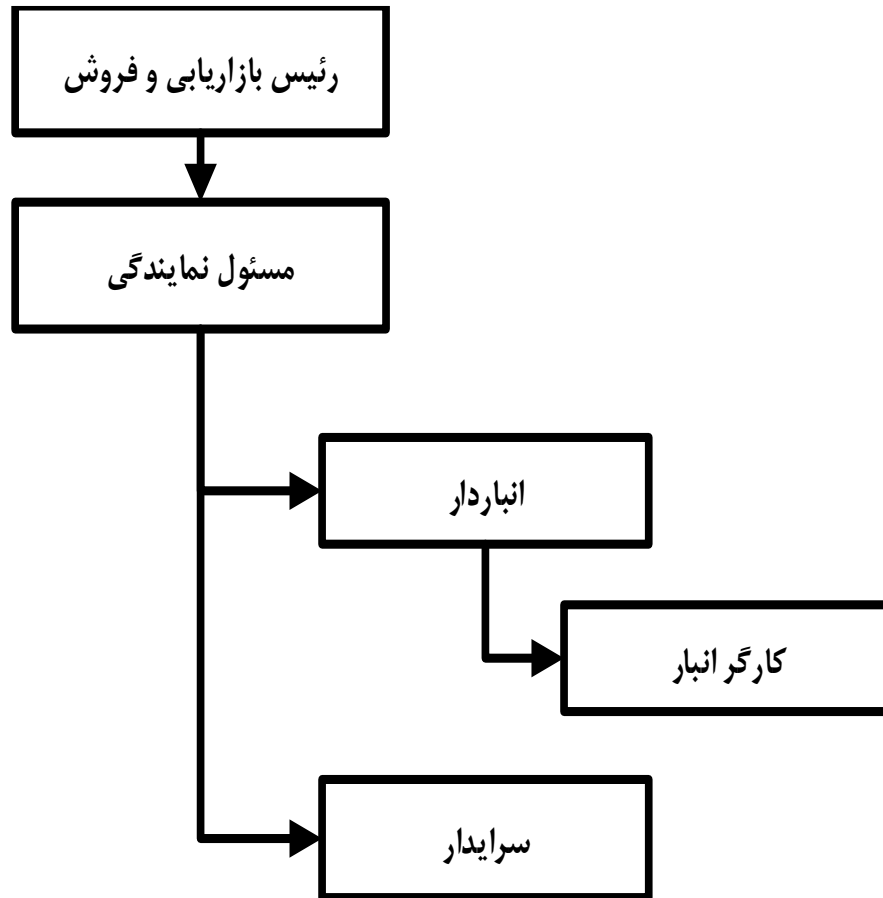 رئیس بازاریابی و فروش
مسئول نمایندگی
انباردار
کارگر انبار
سرایدار